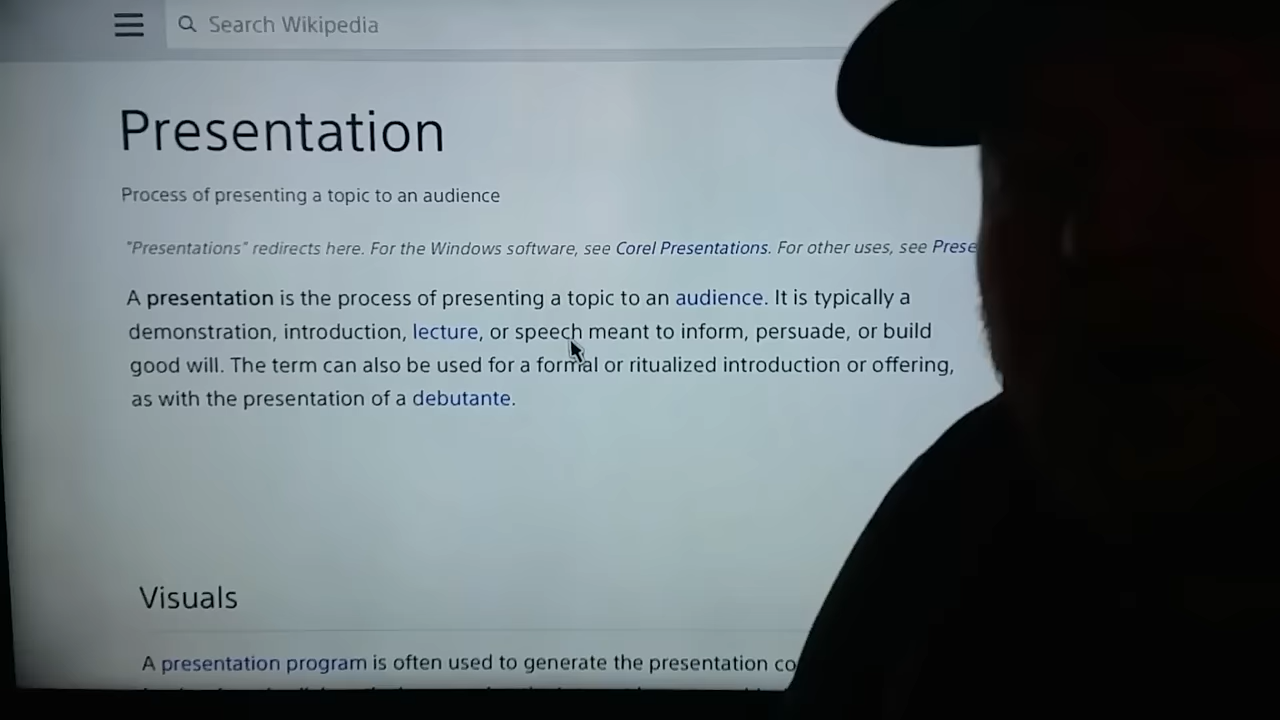 Search Wikipedia
Presentation
Process of presenting a topic to an audience
"Presentations" redirects here. For the Windows software, see Corel Presentations. For other uses, see
A presentation is the process of presenting a topic to an audience. It is typically a
demonstration, introduction, lecture, or speech meant to inform, persuade, or build
good will. The term can also be used for a formal or ritualized introduction or offering,
as with the presentation of a debutante.
Visuals
A presentation program is often used to generate the presentation